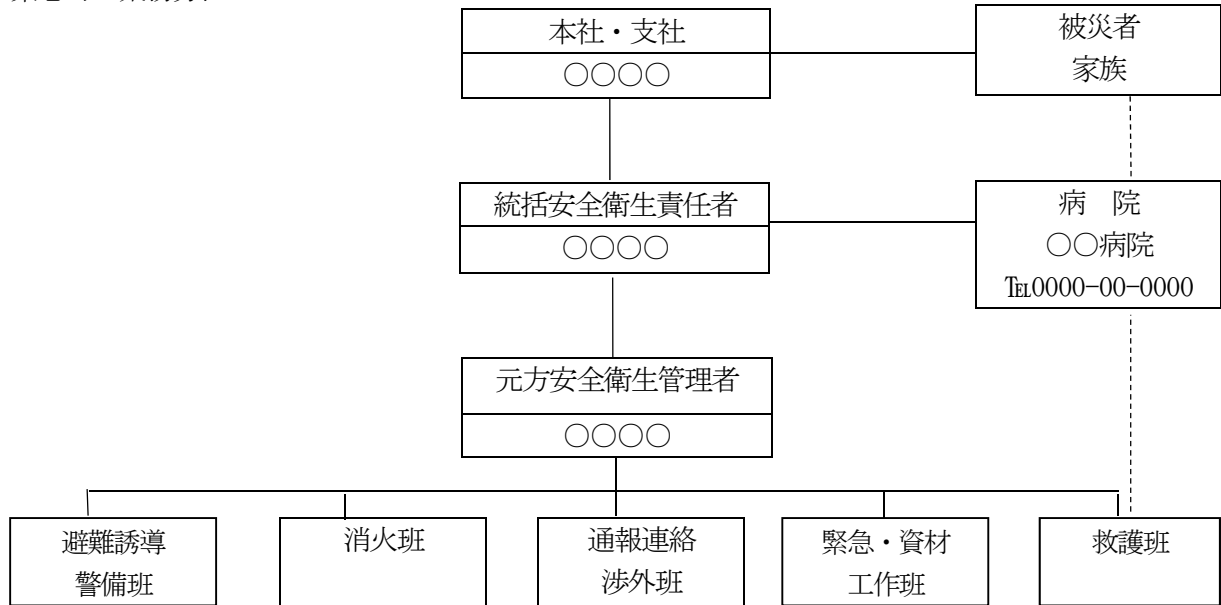 本社・支社
○○○○
被災者
家族
統括安全衛生責任者
○○○○
病　院
○○病院
℡0000-00-0000
元方安全衛生管理者
○○○○
避難誘導
警備班
消火班
通報連絡
渉外班
緊急・資材
工作班
救護班